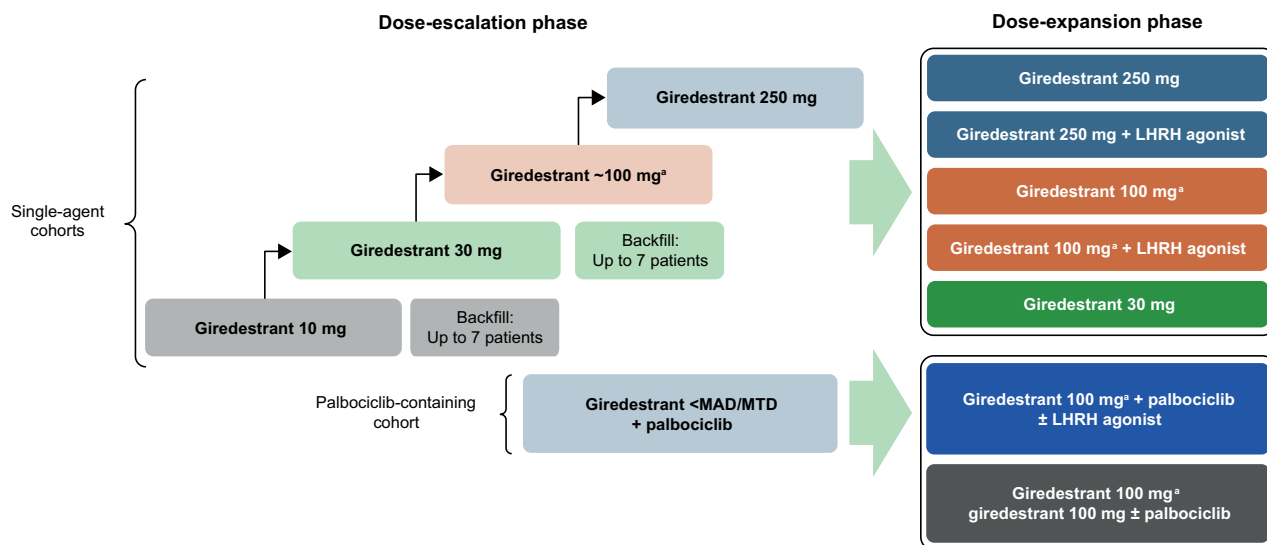 Dose-escalation phase
Dose-expansion phase
Single-agent
cohorts
Giredestrant 250 mg
Giredestrant ~100 mgᵃ
Giredestrant 30 mg
Backfill:
Up to 7 patients
Giredestrant 10 mg
Backfill:
Up to 7 patients
Palbociclib-containing
cohort
Giredestrant <MAD/MTD
+ palbociclib
Giredestrant 250 mg
Giredestrant 250 mg + LHRH agonist
Giredestrant 100 mgᵃ
Giredestrant 100 mgᵃ + LHRH agonist
Giredestrant 30 mg
Giredestrant 100 mgᵃ + palbociclib
± LHRH agonist
Giredestrant 100 mgᵃ
giredestrant 100 mg ± palbociclib